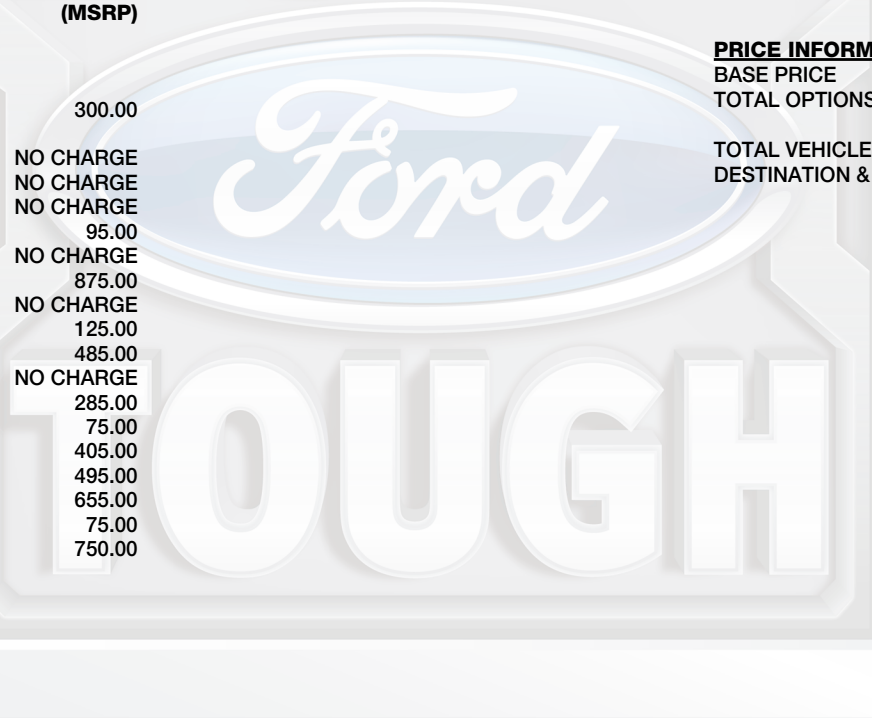 (MSRP)
300.00
NO CHARGE
NO CHARGE
NO CHARGE
95.00
NO CHARGE
875.00
NO CHARGE
125.00
485.00
NO CHARGE
285.00
75.00
405.00
495.00
655.00
75.00
750.00
PRICE INFORM
BASE PRICE
TOTAL OPTIONS
TOTAL VEHICLE
DESTINATION &
Ford
TOUGH